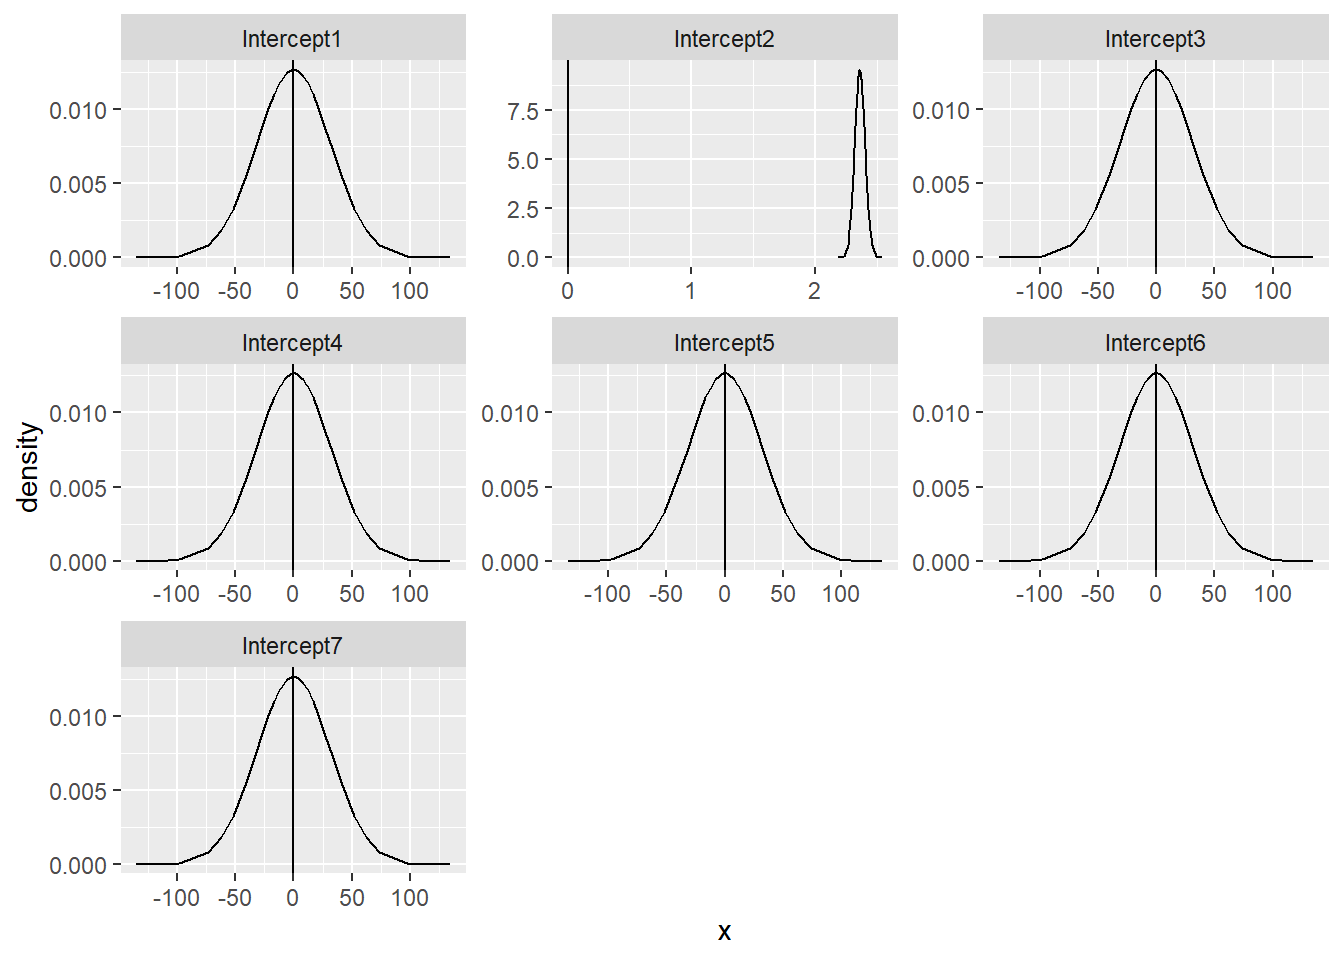 Intercept1 Intercept2 Intercept3
0.010 7.5 0.010
0.005 5.0 0.005
2.5
0.000 0.0 0.000
-100 -50 0 50 100 0 1 2 -100 -50 0 50 100
Intercept4 Intercept5 Intercept6
0.010 0.010 0.010
density
0.005 0.005 0.005
0.000 0.000 0.000
-100 -50 0 50 100 -100 -50 0 50 100 -100 -50 0 50 100
Intercept7
0.010
0.005
0.000
-100 -50 0 50 100
x